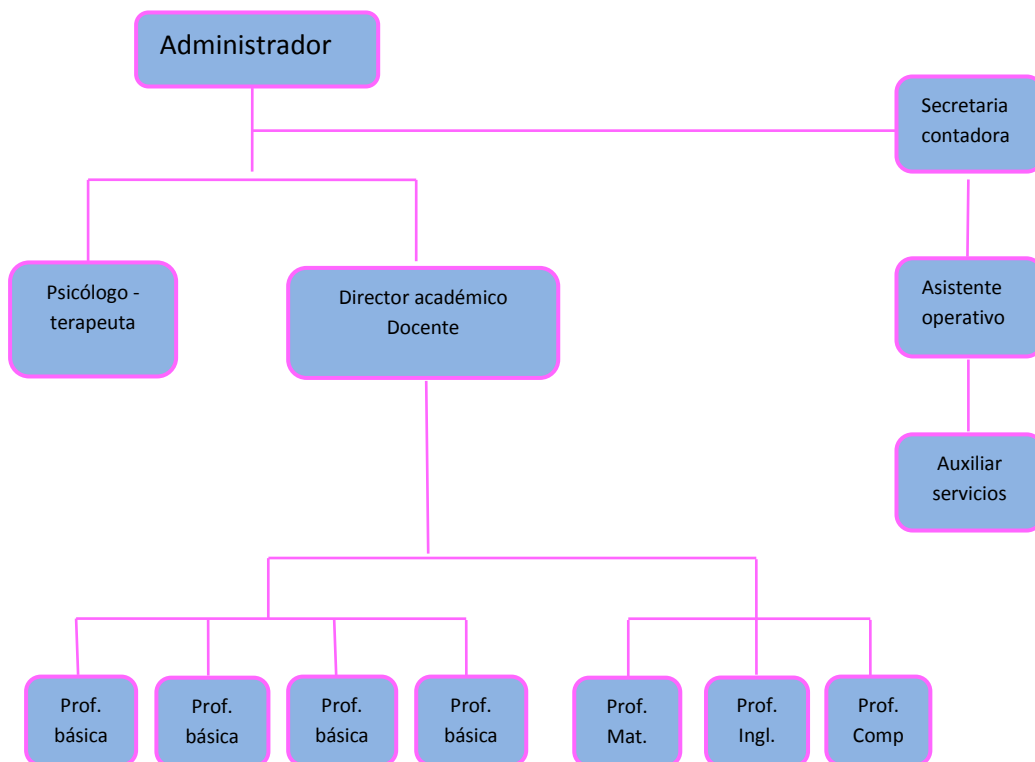 Administrador
Secretaria
contadora
Psicólogo -
terapeuta
Director académico
Docente
Asistente
operativo
Auxiliar
servicios
Prof.
básica
Prof.
básica
Prof.
básica
Prof.
básica
Prof.
Mat.
Prof.
Ingl.
Prof.
Comp